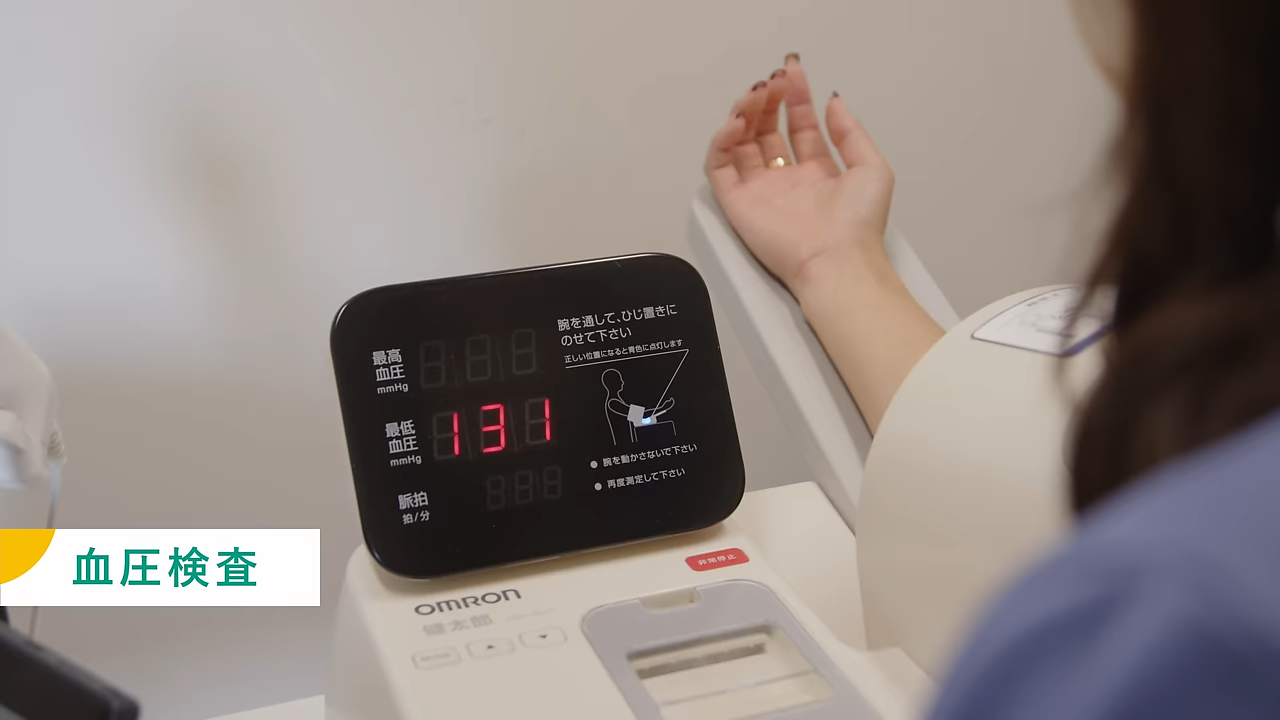 腕を通して、ひじ置きに
のせて下さい
正しい位置になると青色に点灯します
最高
血圧
mmHg
最低
血圧
mmHg
131
脈拍
拍/分
● 腕を動かさないで下さい
● 再度測定して下さい
非常停止
血圧検査
OMRON
健太郎